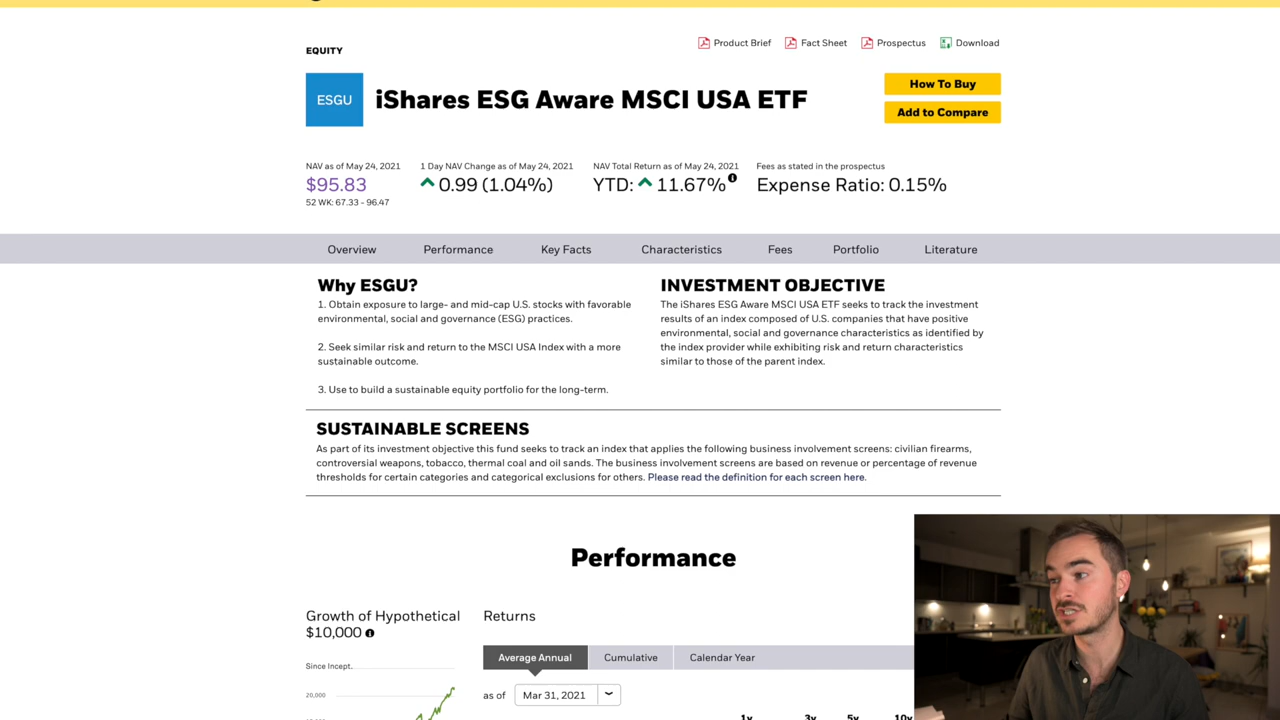 EQUITY
Product Brief
Fact Sheet
Prospectus
Download
ESGU
iShares ESG Aware MSCI USA ETF
How To Buy
Add to Compare
NAV as of May 24, 2021
$95.83
52 WK: 67.33 - 96.47
1 Day NAV Change as of May 24, 2021
0.99 (1.04%)
NAV Total Return as of May 24, 2021
YTD: 11.67%
Fees as stated in the prospectus
Expense Ratio: 0.15%
Overview
Performance
Key Facts
Characteristics
Fees
Portfolio
Literature
Why ESGU?
1. Obtain exposure to large- and mid-cap U.S. stocks with favorable
environmental, social and governance (ESG) practices.
2. Seek similar risk and return to the MSCI USA Index with a more
sustainable outcome.
3. Use to build a sustainable equity portfolio for the long-term.
INVESTMENT OBJECTIVE
The iShares ESG Aware MSCI USA ETF seeks to track the investment
results of an index composed of U.S. companies that have positive
environmental, social and governance characteristics as identified by
the index provider while exhibiting risk and return characteristics
similar to those of the parent index.
SUSTAINABLE SCREENS
As part of its investment objective this fund seeks to track an index that applies the following business involvement screens: civilian firearms,
controversial weapons, tobacco, thermal coal and oil sands. The business involvement screens are based on revenue or percentage of revenue
thresholds for certain categories and categorical exclusions for others. Please read the definition for each screen here.
Performance
Growth of Hypothetical
$10,000
Since Incept.
20,000
Returns
Average Annual
Cumulative
Calendar Year
as of
Mar 31, 2021
1y
3y
5y
10y